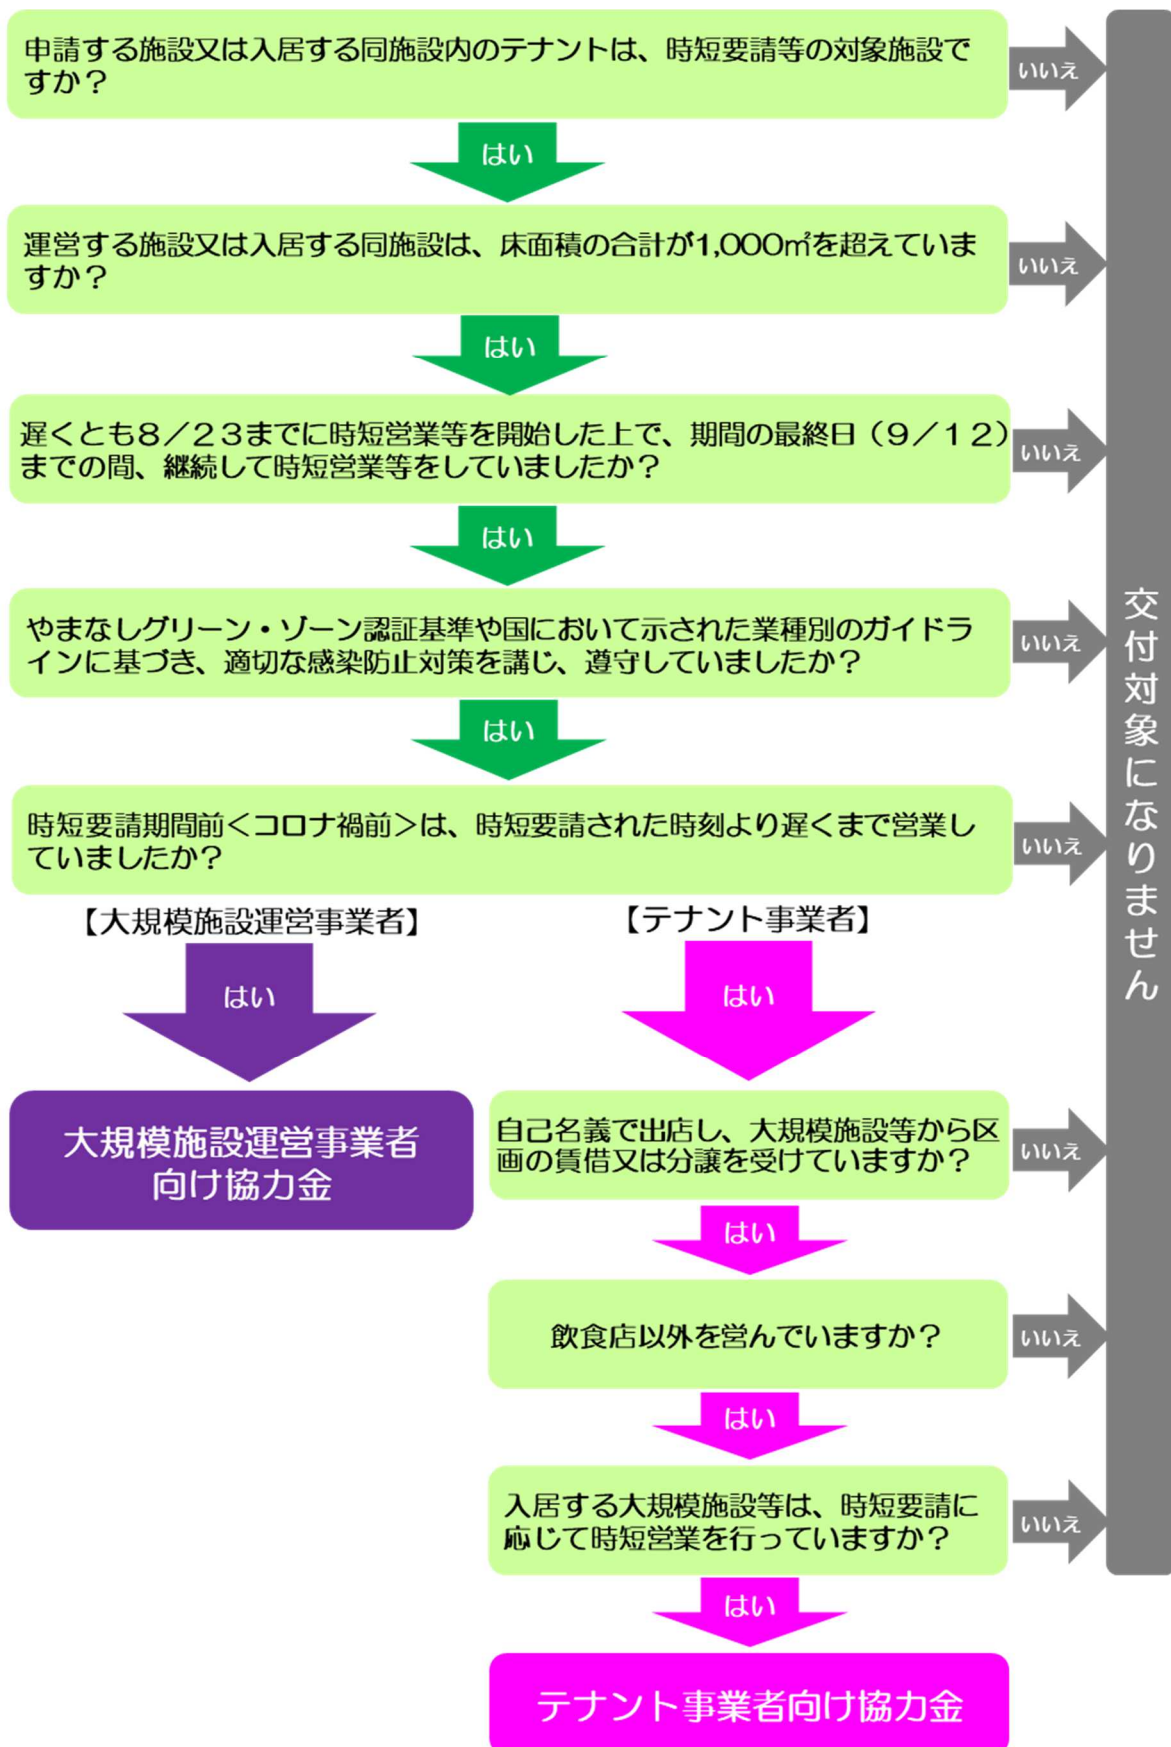 申請する施設又は入居する同施設内のテナントは、時短要請等の対象施設で
すか？
いいえ
はい
運営する施設又は入居する同施設は、床面積の合計が1,000㎡を超えていま
すか？
いいえ
はい
遅くとも８／２３までに時短営業等を開始した上で、期間の最終日（９／１２）
までの間、継続して時短営業等をしていましたか？
いいえ
はい
やまなしグリーン・ゾーン認証基準や国において示された業種別のガイドラ
インに基づき、適切な感染防止対策を講じ、遵守していましたか？
いいえ
はい
時短要請期間前＜コロナ禍前＞は、時短要請された時刻より遅くまで営業し
ていましたか？
いいえ
交付対象になりません
【大規模施設運営事業者】
【テナント事業者】
はい
はい
大規模施設運営事業者
向け協力金
自己名義で出店し、大規模施設等から区
画の賃借又は分譲を受けていますか？
いいえ
はい
飲食店以外を営んでいますか？
いいえ
はい
入居する大規模施設等は、時短要請に
応じて時短営業を行っていますか？
いいえ
はい
テナント事業者向け協力金